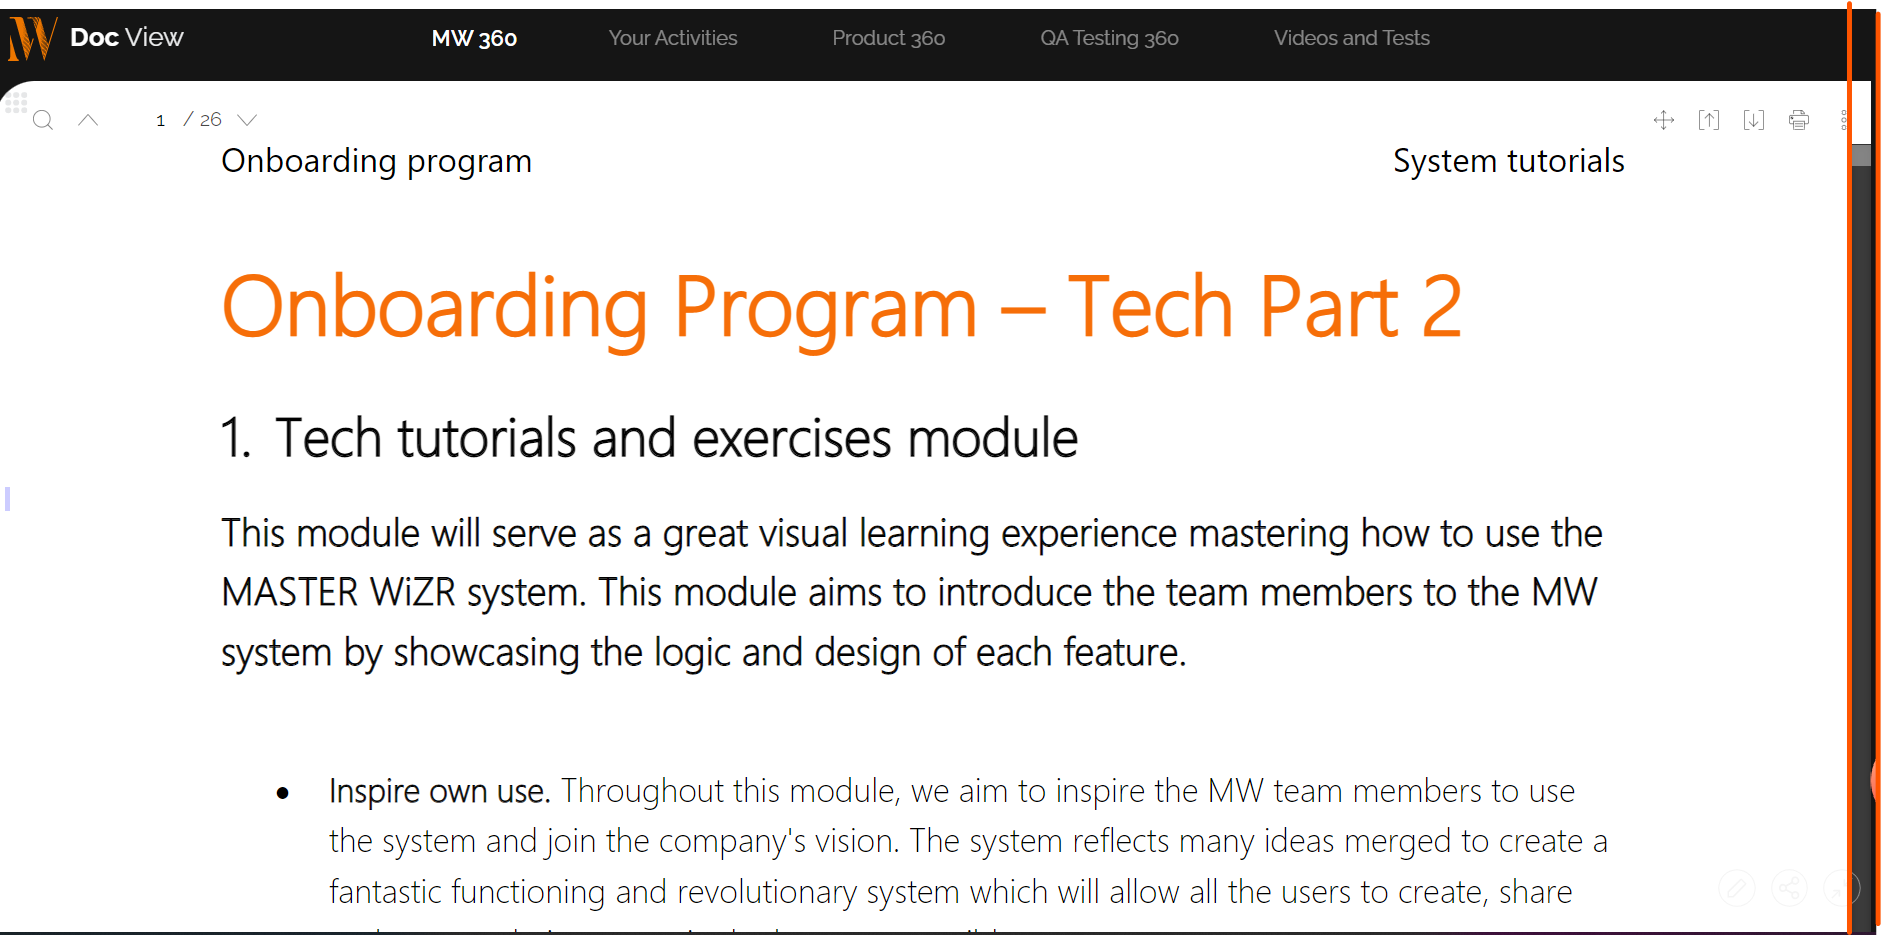 Doc View
MW 360
Your Activities
Product 360
QA Testing 360
Videos and Tests
1 / 26
Onboarding program
System tutorials
Onboarding Program – Tech Part 2
1. Tech tutorials and exercises module
This module will serve as a great visual learning experience mastering how to use the
MASTER WiZR system. This module aims to introduce the team members to the MW
system by showcasing the logic and design of each feature.
• Inspire own use. Throughout this module, we aim to inspire the MW team members to use
the system and join the company's vision. The system reflects many ideas merged to create a
fantastic functioning and revolutionary system which will allow all the users to create, share